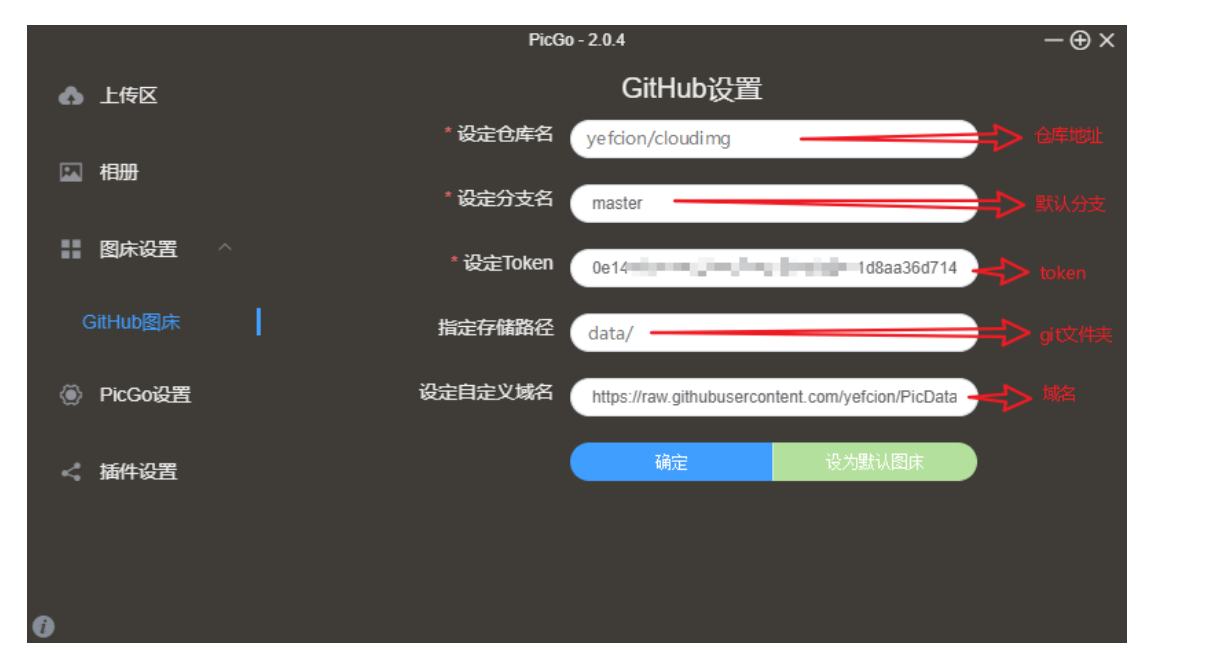 PicGo - 2.0.4
上传区
相册
图床设置
GitHub图床
PicGo设置
插件设置
GitHub设置
* 设定仓库名 yefcion/cloudimg 仓库地址
* 设定分支名 master 默认分支
* 设定Token 0e14 1d8aa36d714 token
指定存储路径 data/ git文件夹
设定自定义域名 https://raw.githubusercontent.com/yefcion/PicData 域名
确定 设为默认图床